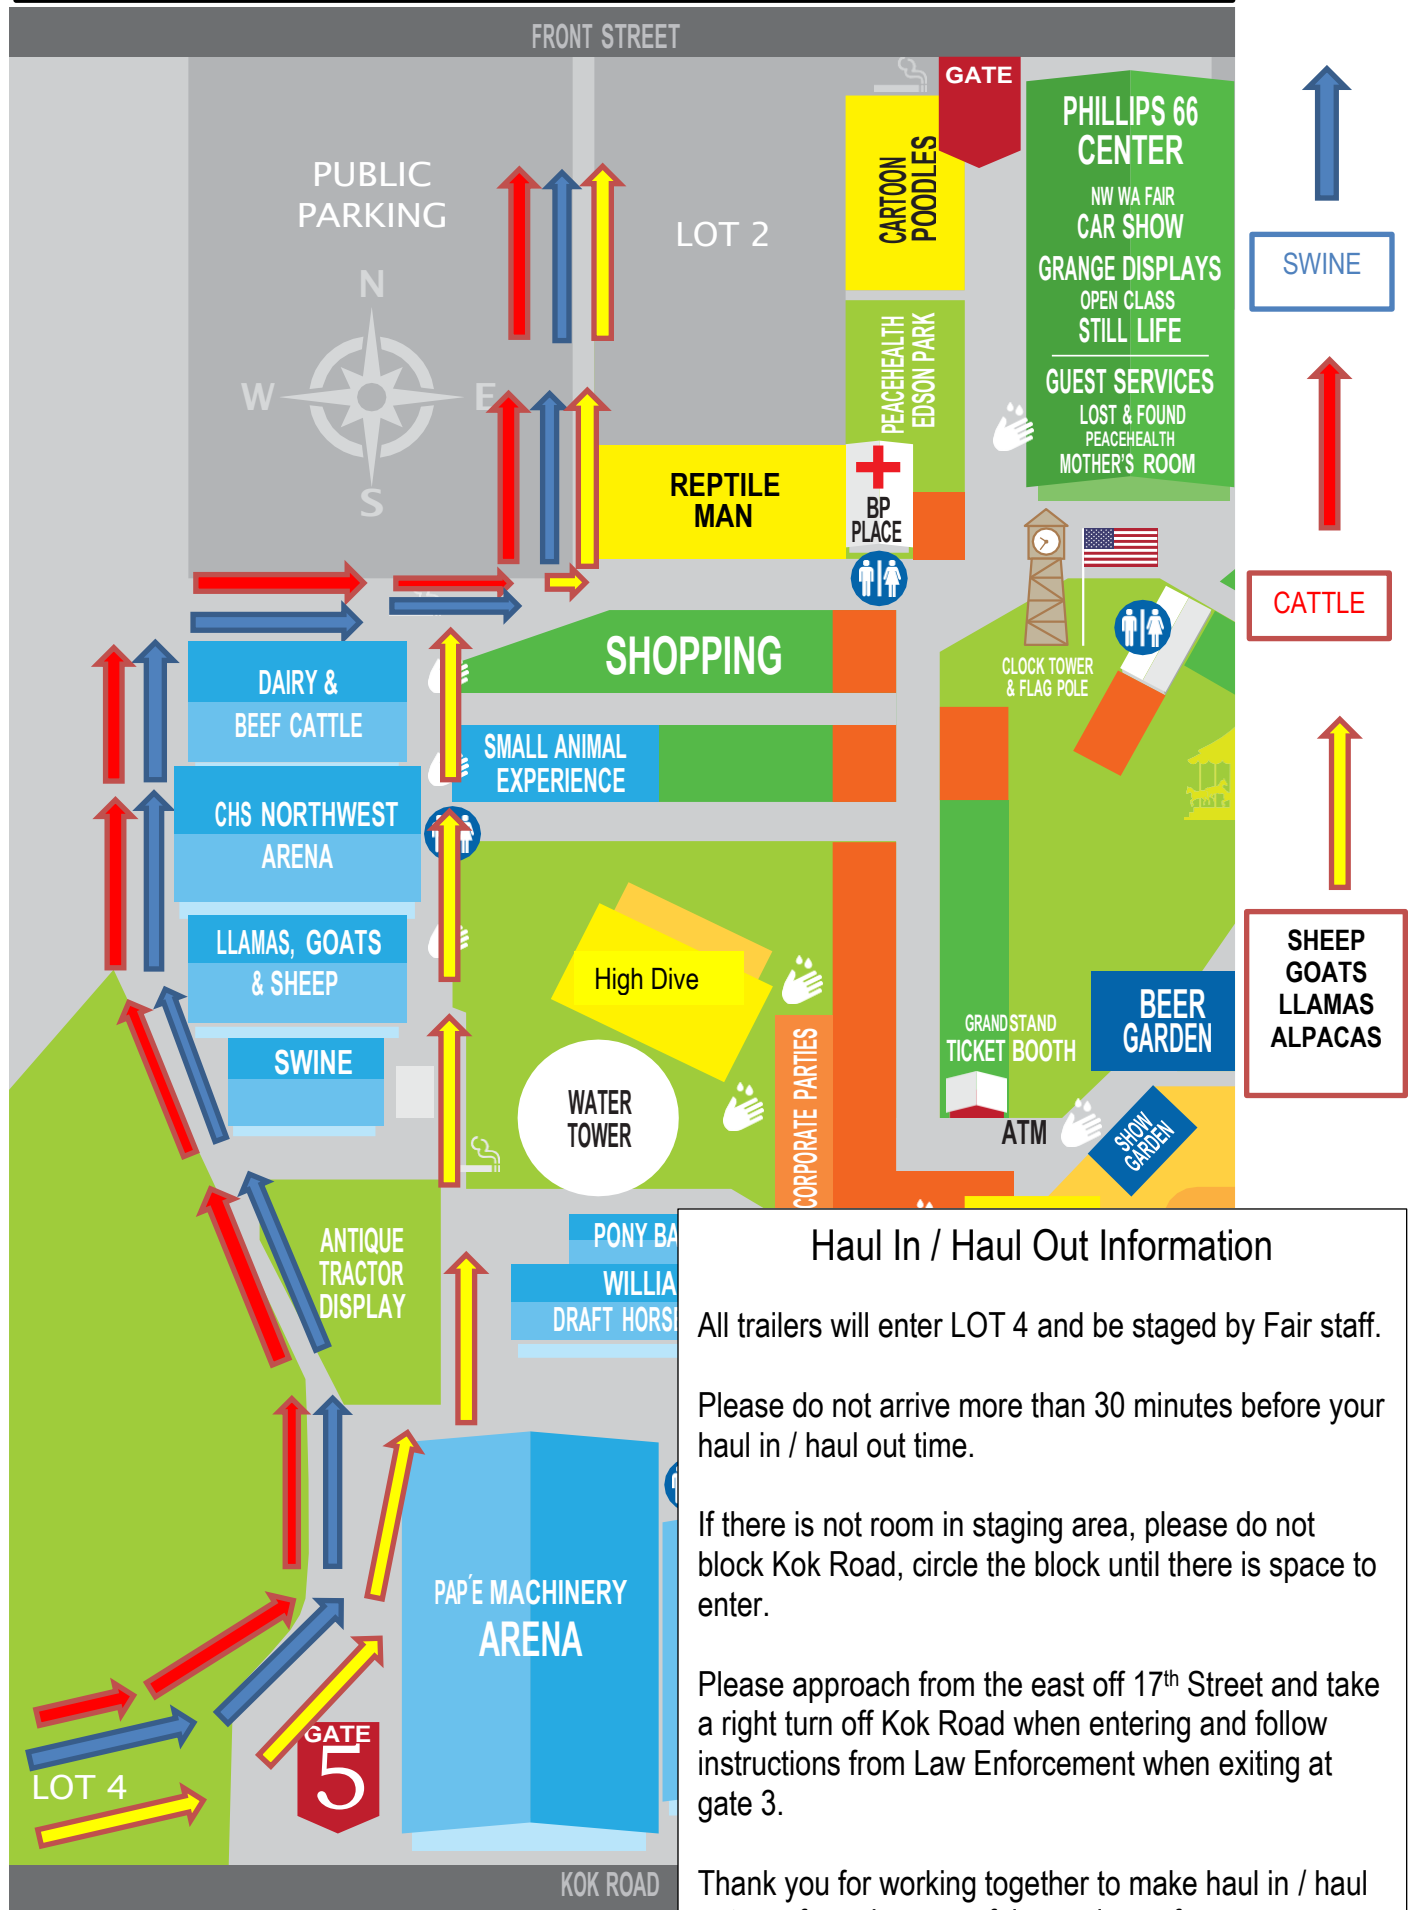 FRONT STREET
GATE
PUBLIC
PARKING
LOT 2
N
W
E
S
CARTOON
POODLES
PHILLIPS 66
CENTER
NW WA FAIR
CAR SHOW
GRANGE DISPLAYS
OPEN CLASS
STILL LIFE
GUEST SERVICES
LOST & FOUND
PEACEHEALTH
MOTHER'S ROOM
PEACEHEALTH
EDSON PARK
REPTILE
MAN
BP
PLACE
SWINE
CATTLE
SHEEP
GOATS
LLAMAS
ALPACAS
CLOCK TOWER
& FLAG POLE
SHOPPING
DAIRY &
BEEF CATTLE
SMALL ANIMAL
EXPERIENCE
CHS NORTHWEST
ARENA
LLAMAS, GOATS
& SHEEP
SWINE
High Dive
WATER
TOWER
CORPORATE PARTIES
GRANDSTAND
TICKET BOOTH
ATM
BEER
GARDEN
SHOW
GARDEN
ANTIQUE
TRACTOR
DISPLAY
PONY BA
WILLIA
DRAFT HORSE
PAP'E MACHINERY
ARENA
GATE
5
LOT 4
KOK ROAD
Haul In / Haul Out Information
All trailers will enter LOT 4 and be staged by Fair staff.
Please do not arrive more than 30 minutes before your
haul in / haul out time.
If there is not room in staging area, please do not
block Kok Road, circle the block until there is space to
enter.
Please approach from the east off 17th Street and take
a right turn off Kok Road when entering and follow
instructions from Law Enforcement when exiting at
gate 3.
Thank you for working together to make haul in / haul